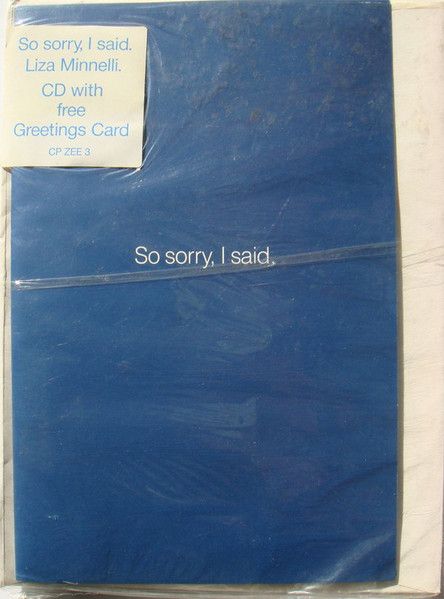 So sorry, I said.
Liza Minnelli.
CD with
free
Greetings Card
CP ZEE 3
So sorry, I said.